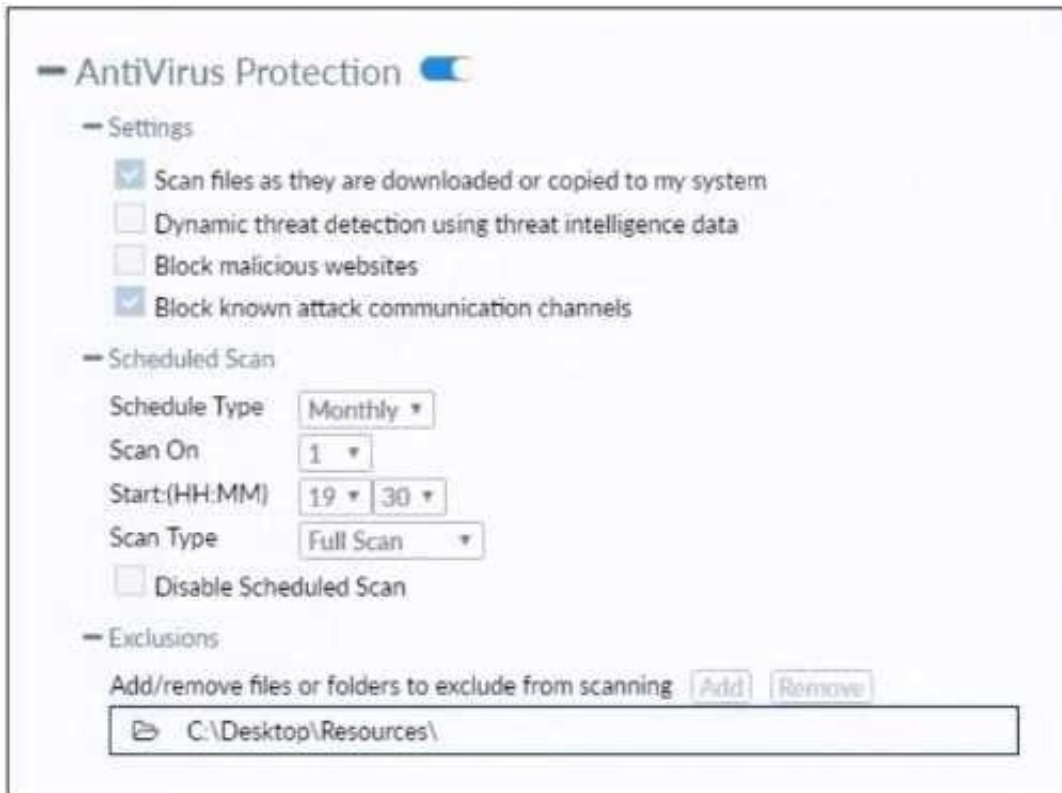 AntiVirus Protection
Settings
Scan files as they are downloaded or copied to my system
Dynamic threat detection using threat intelligence data
Block malicious websites
Block known attack communication channels
Scheduled Scan
Schedule Type Monthly
Scan On 1
Start:(HH:MM) 19 30
Scan Type Full Scan
Disable Scheduled Scan
Exclusions
Add/remove files or folders to exclude from scanning Add Remove
C:\Desktop\Resources\